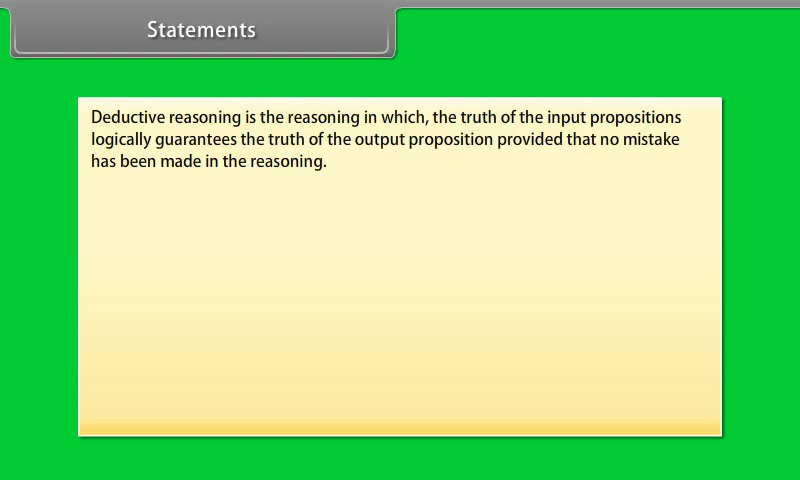 Statements
Deductive reasoning is the reasoning in which, the truth of the input propositions
logically guarantees the truth of the output proposition provided that no mistake
has been made in the reasoning.